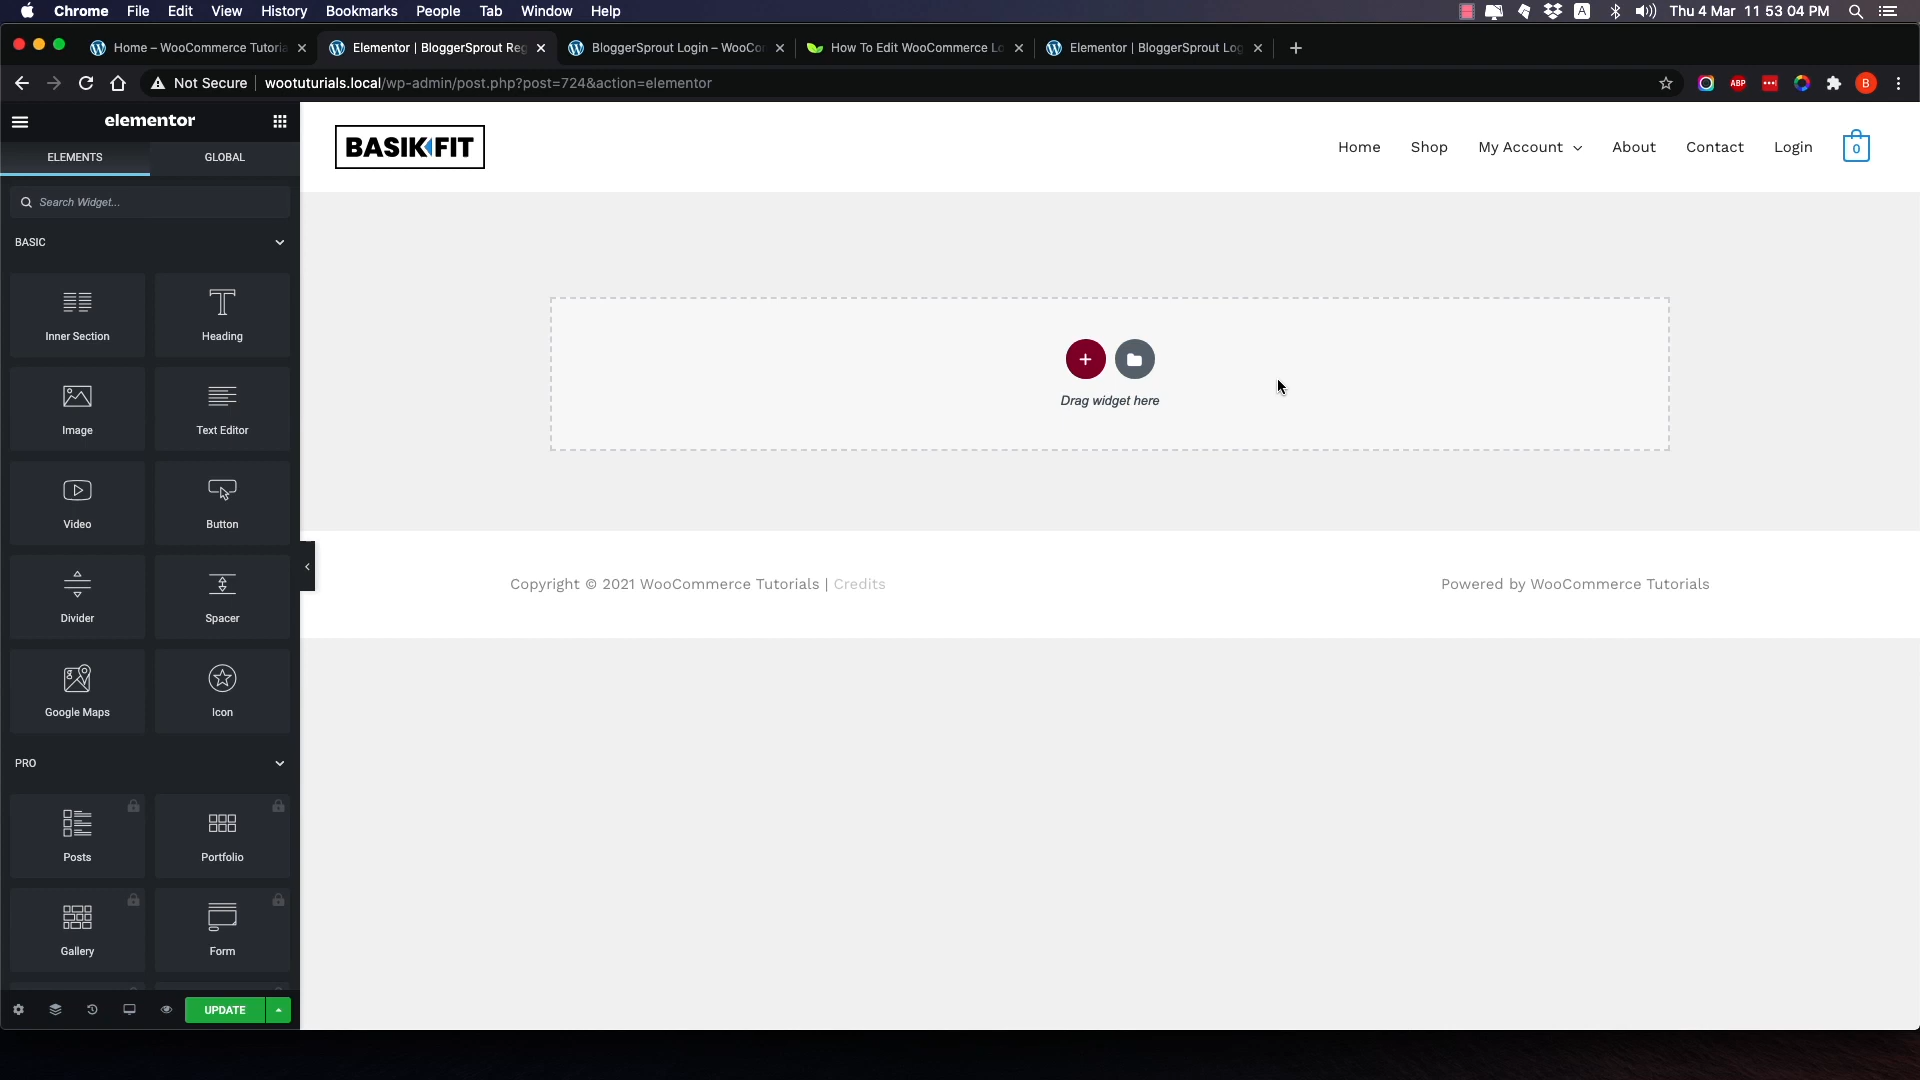 Chrome File Edit View History Bookmarks People Tab Window Help
A
Thu 4 Mar 11 53 04 PM
Home – WooCommerce Tutoria
Elementor | BloggerSprout Reg
BloggerSprout Login – WooCor
How To Edit WooCommerce Lo
Elementor | BloggerSprout Log
Not Secure wootuturials.local/wp-admin/post.php?post=724&action=elementor
ABP
B
elementor
ELEMENTS
GLOBAL
Search Widget...
BASIC
Inner Section
Heading
Image
Text Editor
Video
Button
Divider
Spacer
Google Maps
Icon
PRO
Posts
Portfolio
Gallery
Form
UPDATE
BASIK FIT
Home Shop My Account About Contact Login 0
Drag widget here
Copyright © 2021 WooCommerce Tutorials | Credits
Powered by WooCommerce Tutorials